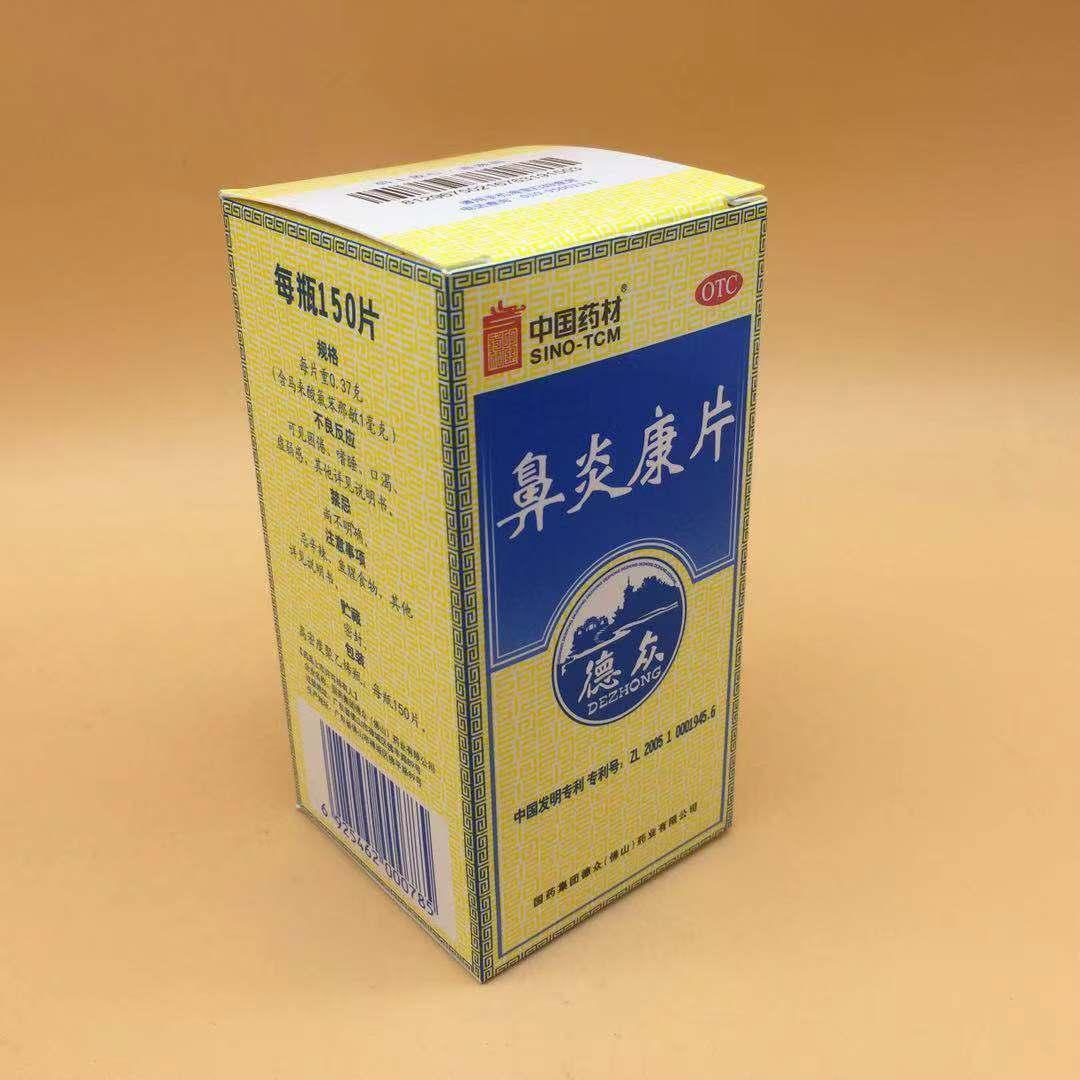 812967500216783191503
每瓶150片
规格
每片重0.37克
(含马来酸氯苯那敏1毫克)
不良反应
可见困倦、嗜睡、口渴、
虚弱感、其他详见说明书。
禁忌
尚不明确。
注意事项
忌辛辣、鱼腥食物，其他
详见说明书。
贮藏
密封
包装
高密度聚乙烯瓶，每瓶150片。
6 925462 000785
中国药材®
SINO-TCM
OTC
鼻炎康片
德众
DEZHONG
中国发明专利 专利号：ZL 2005 1 0001945.6
国药集团德众(佛山)药业有限公司